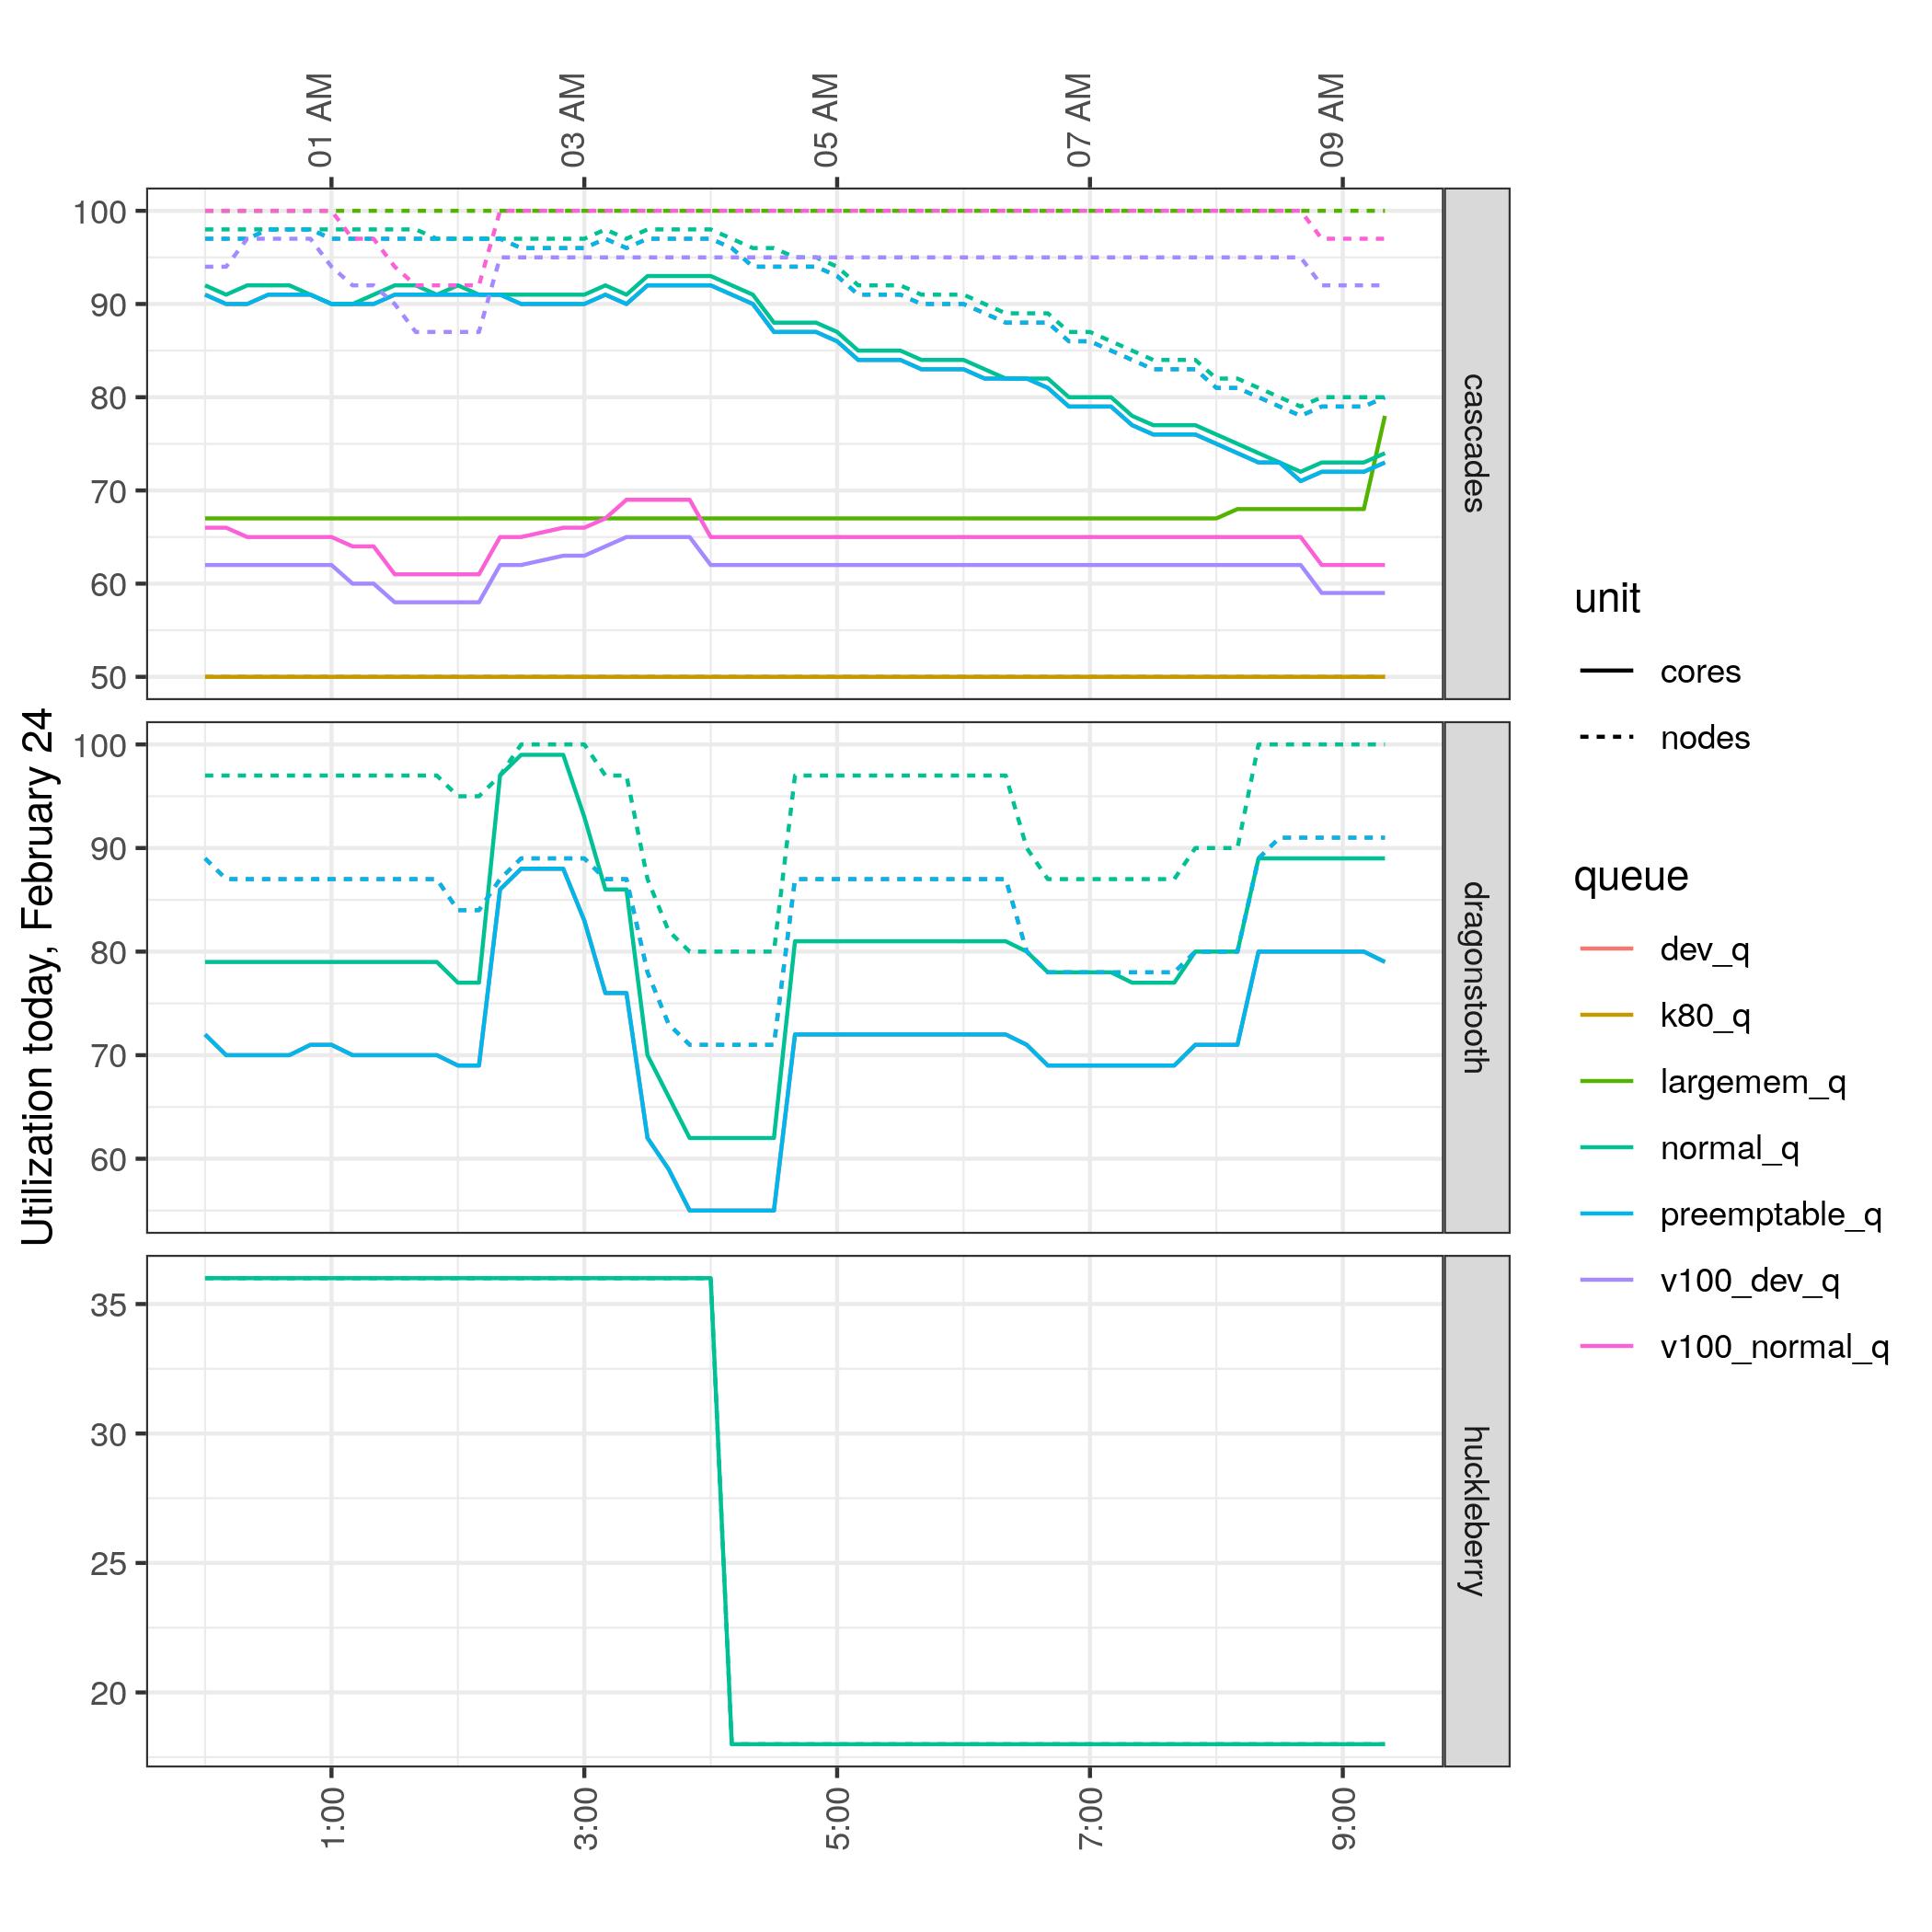 01 AM
03 AM
05 AM
07 AM
09 AM
100
90
80
70
60
50
cascades
100
90
80
70
60
dragonstooth
35
30
25
20
huckleberry
1:00
3:00
5:00
7:00
9:00
Utilization today, February 24
unit
cores
nodes
queue
dev_q
k80_q
largemem_q
normal_q
preemptable_q
v100_dev_q
v100_normal_q